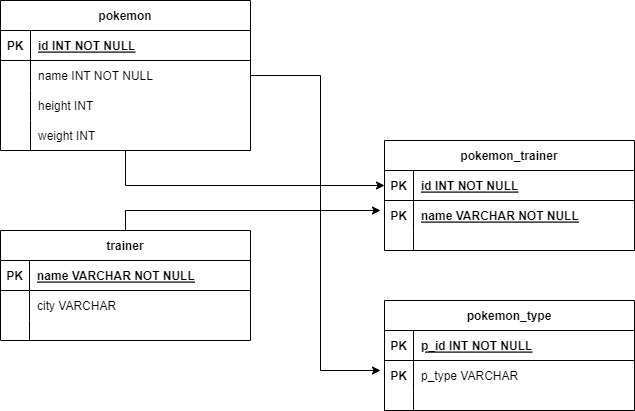 pokemon
PK id INT NOT NULL
name INT NOT NULL
height INT
weight INT
pokemon_trainer
PK id INT NOT NULL
PK name VARCHAR NOT NULL
trainer
PK name VARCHAR NOT NULL
city VARCHAR
pokemon_type
PK p_id INT NOT NULL
PK p_type VARCHAR